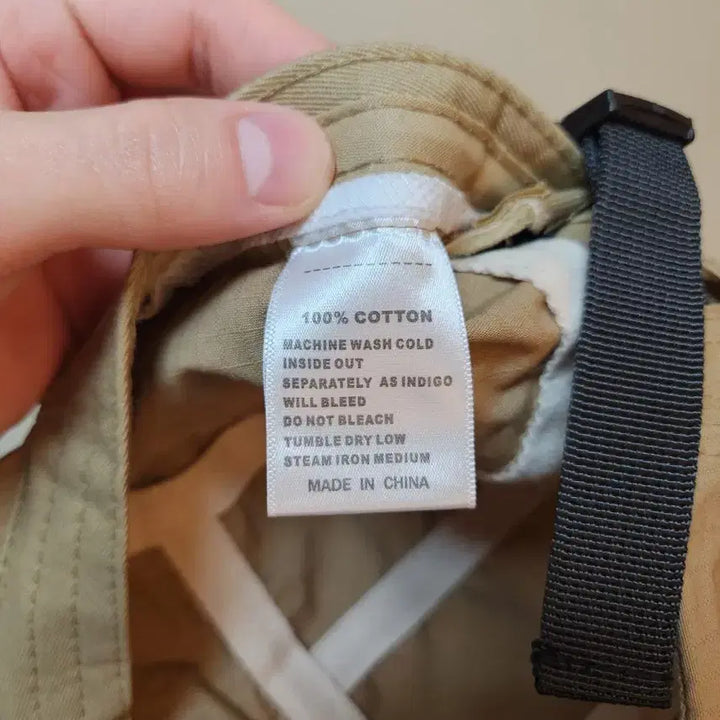 100% COTTON
MACHINE WASH COLD
INSIDE OUT
SEPARATELY AS INDIGO
WILL BLEED
DO NOT BLEACH
TUMBLE DRY LOW
STEAM IRON MEDIUM
MADE IN CHINA